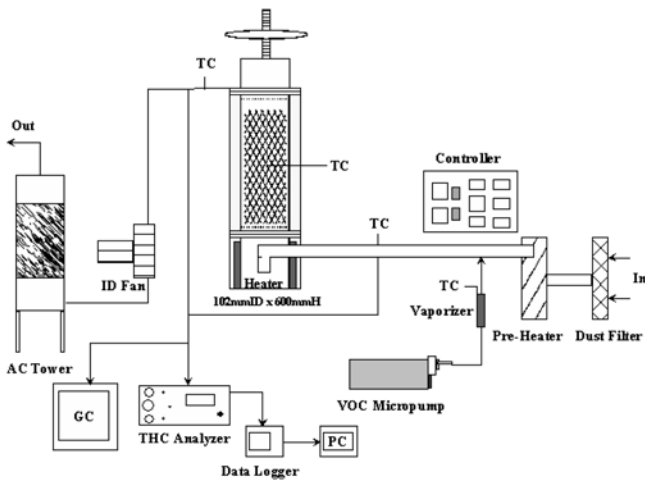 TC
Out
TC
Controller
TC
In
ID Fan
Heater
102mmID x 600mmH
TC
Vaporizer
Pre-Heater
Dust Filter
AC Tower
VOC Micropump
GC
THC Analyzer
PC
Data Logger